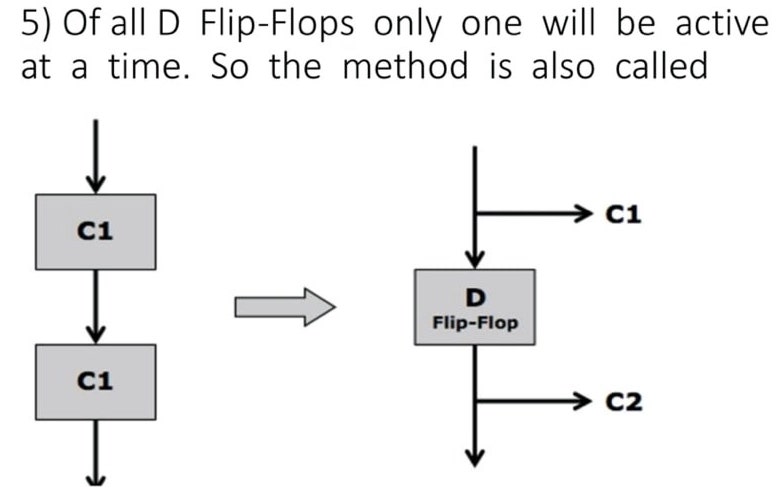 5) Of all D Flip-Flops only one will be active
at a time. So the method is also called
C1
C1
D
Flip-Flop
C1
C2